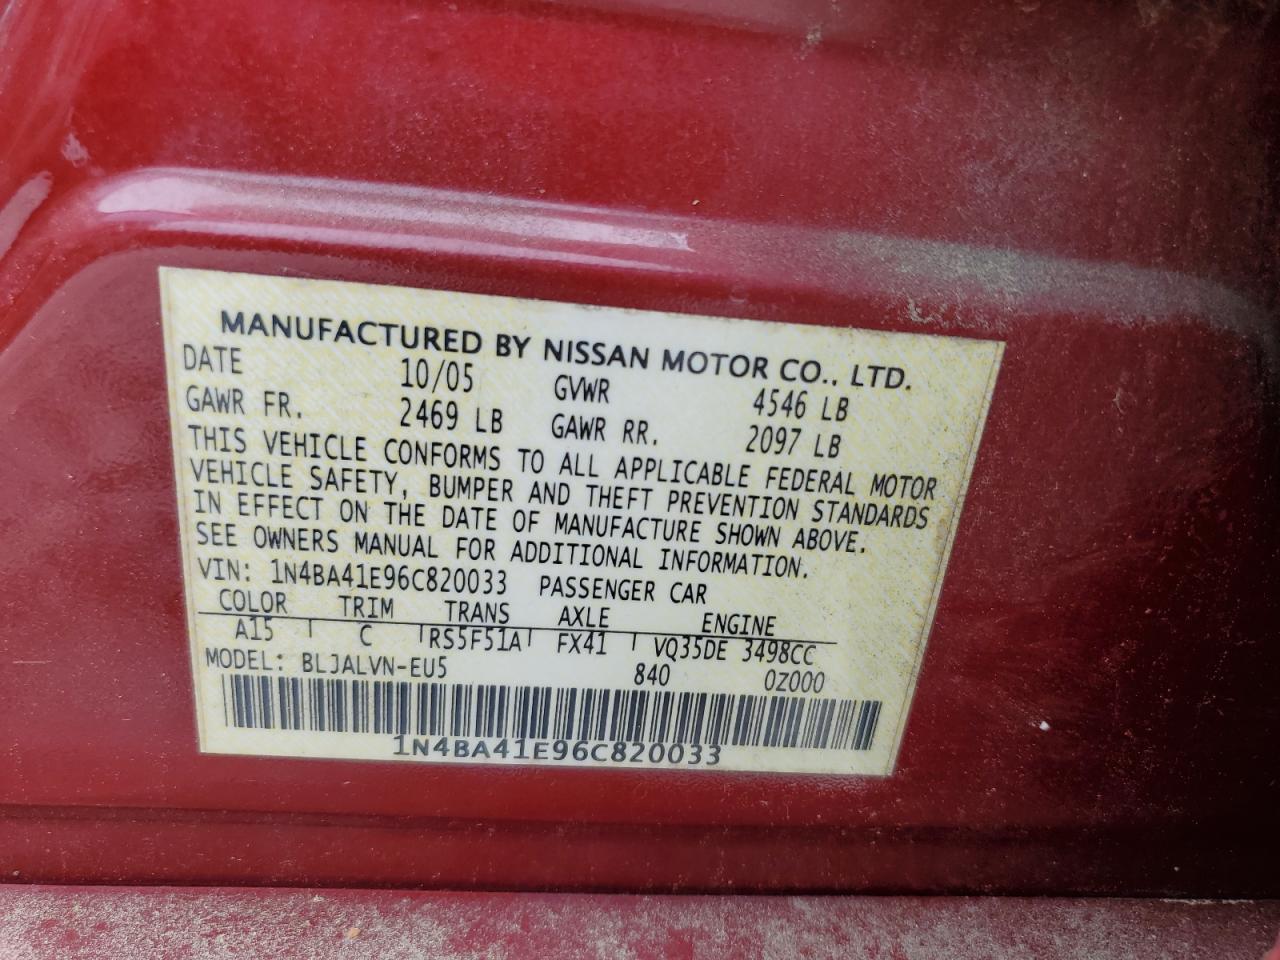 MANUFACTURED BY NISSAN MOTOR CO., LTD.
DATE 10/05 GVWR 4546 LB
GAWR FR. 2469 LB GAWR RR. 2097 LB
THIS VEHICLE CONFORMS TO ALL APPLICABLE FEDERAL MOTOR
VEHICLE SAFETY, BUMPER AND THEFT PREVENTION STANDARDS
IN EFFECT ON THE DATE OF MANUFACTURE SHOWN ABOVE.
SEE OWNERS MANUAL FOR ADDITIONAL INFORMATION.
VIN: 1N4BA41E96C820033 PASSENGER CAR
COLOR TRIM TRANS AXLE ENGINE
A15 C RS5F51A FX41 VQ35DE 3498CC
MODEL: BLJALVN-EU5 840 0Z000
1N4BA41E96C820033